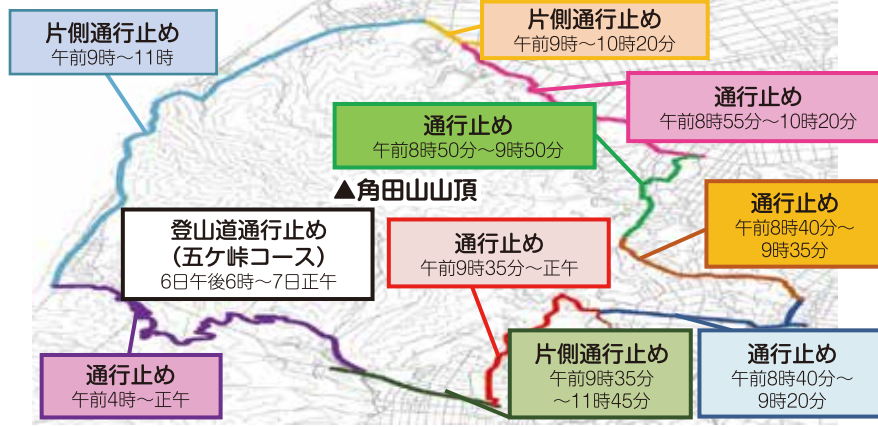 片側通行止め
午前9時～11時
片側通行止め
午前9時～10時20分
通行止め
午前8時55分～10時20分
通行止め
午前8時50分～9時50分
▲角田山山頂
通行止め
午前8時40分～
9時35分
登山道通行止め
（五ケ峠コース）
6日午後6時～7日正午
通行止め
午前9時35分～正午
通行止め
午前4時～正午
片側通行止め
午前9時35分
～11時45分
通行止め
午前8時40分～
9時20分